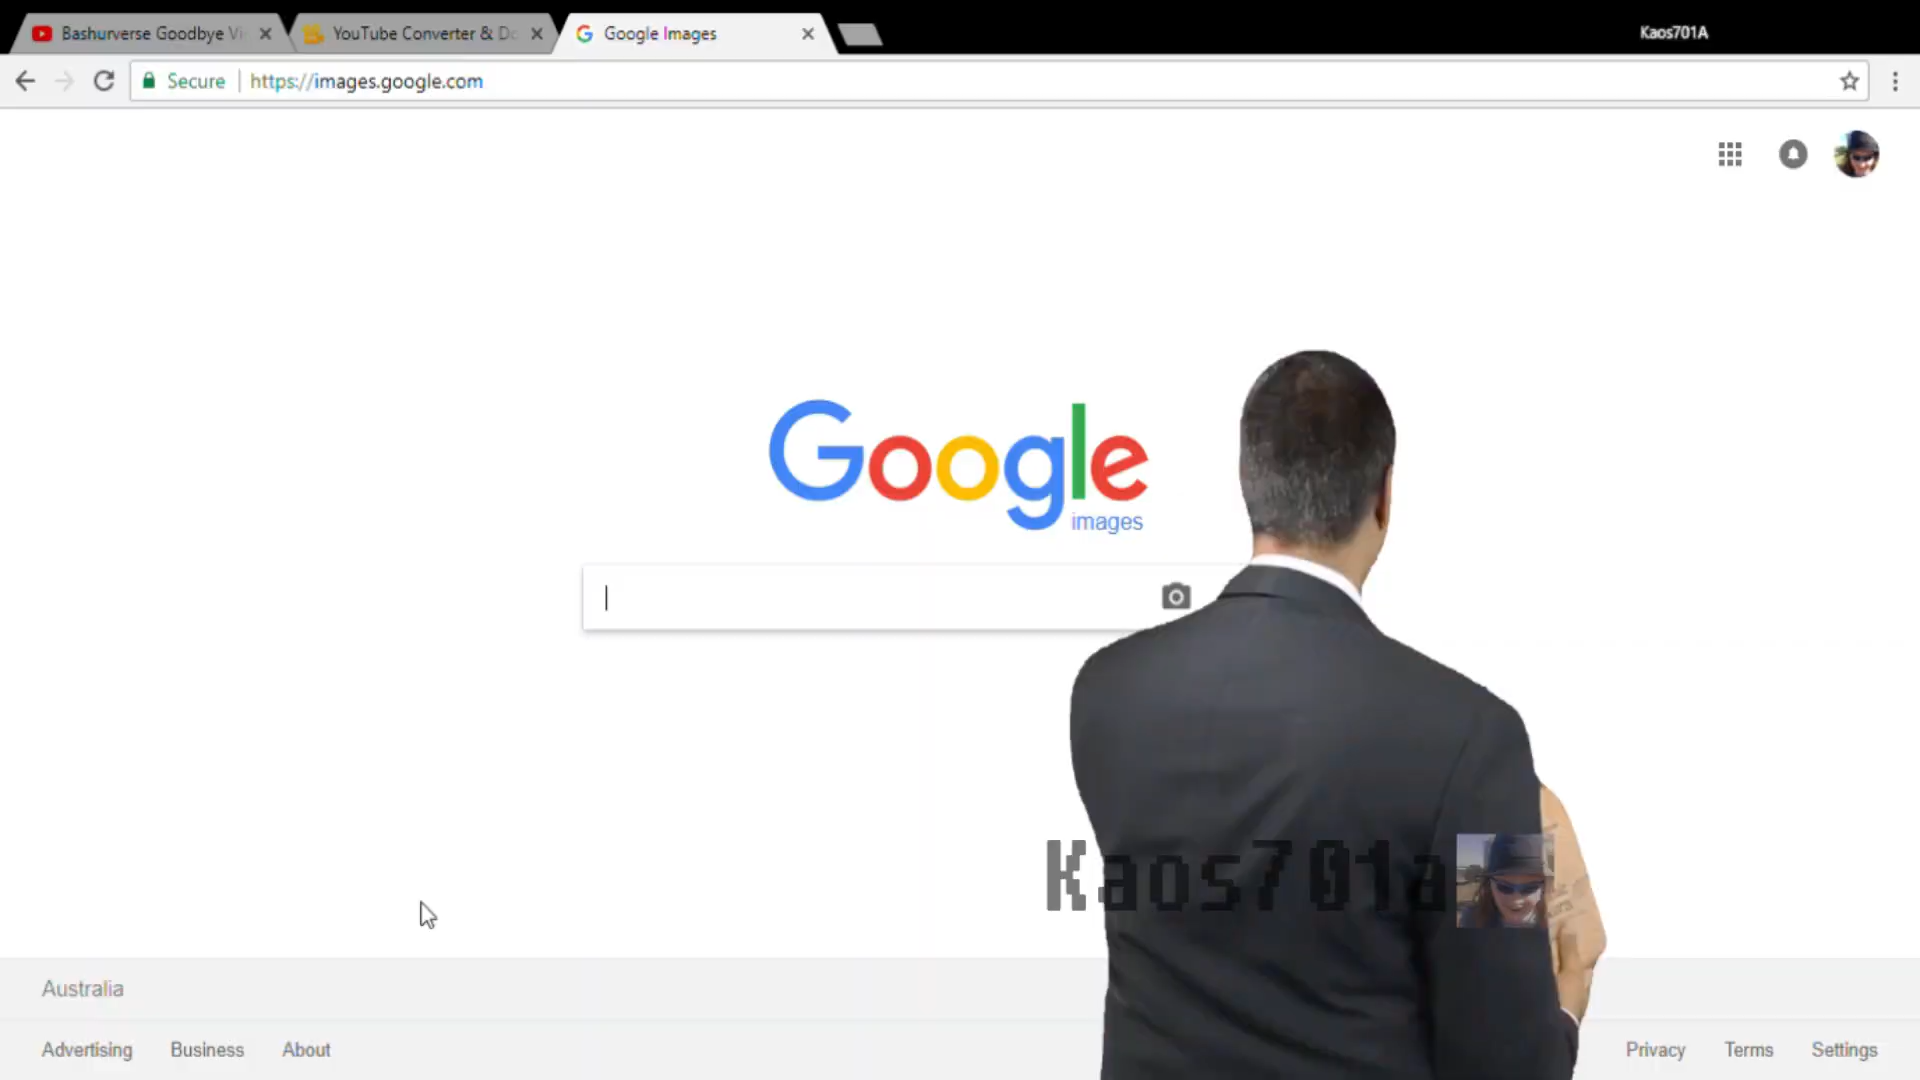 Bashurverse Goodbye Vi
YouTube Converter & Do
Google Images
Kaos701A
Secure
https://images.google.com
Google
images
Kaos701a
Australia
Advertising
Business
About
Privacy
Terms
Settings